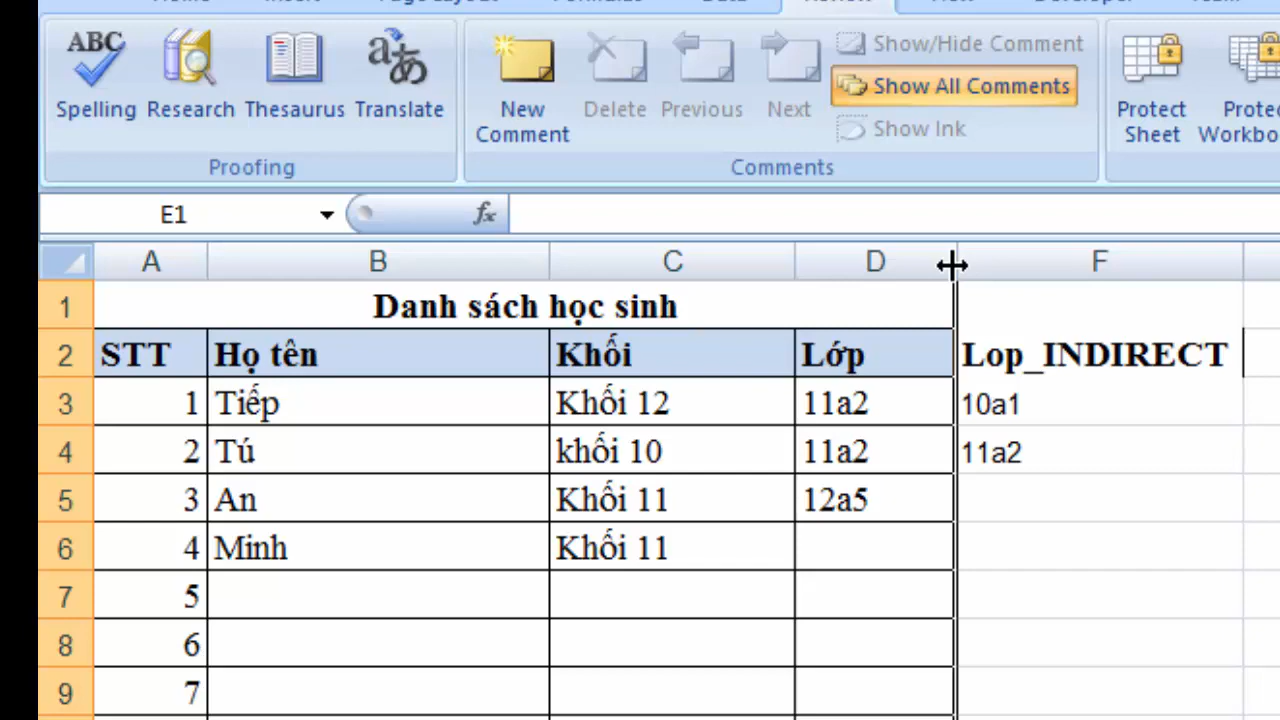 ABC
Spelling Research Thesaurus Translate
Proofing
New Comment Delete Previous Next
Show/Hide Comment
Show All Comments
Show Ink
Comments
Protect Sheet
E1 fx
A B C D F
1 Danh sách học sinh
2 STT Họ tên Khối Lớp Lop_INDIRECT
3 1 Tiếp Khối 12 11a2 10a1
4 2 Tú khối 10 11a2 11a2
5 3 An Khối 11 12a5
6 4 Minh Khối 11
7 5
8 6
9 7